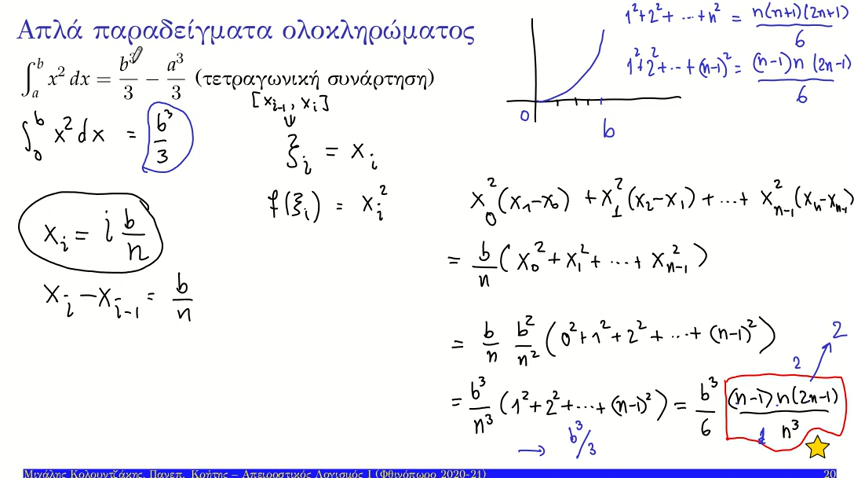 Απλά παραδείγματα ολοκληρώματος
∫_a^b x² dx = b³/3 − a³/3 (τετραγωνική συνάρτηση)
∫_0^b x² dx = b³/3
[x_{i-1}, x_i]
⇓
ξ_i = x_i
f(ξ_i) = x_i²
x_i = i b/n
x_i − x_{i-1} = b/n
1² + 2² + ⋯ + n² = n(n+1)(2n+1)/6
1² + 2² + ⋯ + (n-1)² = (n-1)n(2n-1)/6
0 b
x_0²(x_1−x_0) + x_1²(x_2−x_1) + ⋯ + x_{n-1}²(x_n−x_{n-1})
= b/n (x_0² + x_1² + ⋯ + x_{n-1}²)
= b/n b²/n² (0² + 1² + 2² + ⋯ + (n-1)²)
= b³/n³ (1² + 2² + ⋯ + (n-1)²) = b³/6 (n-1).n(2n-1)/n³
2 → 2
1
→ b³/3
Μιχάλης Κολουντζάκης, Πανεπ. Κρήτης – Απειροστικός Λογισμός Ι (Φθινόπωρο 2020-21) 20